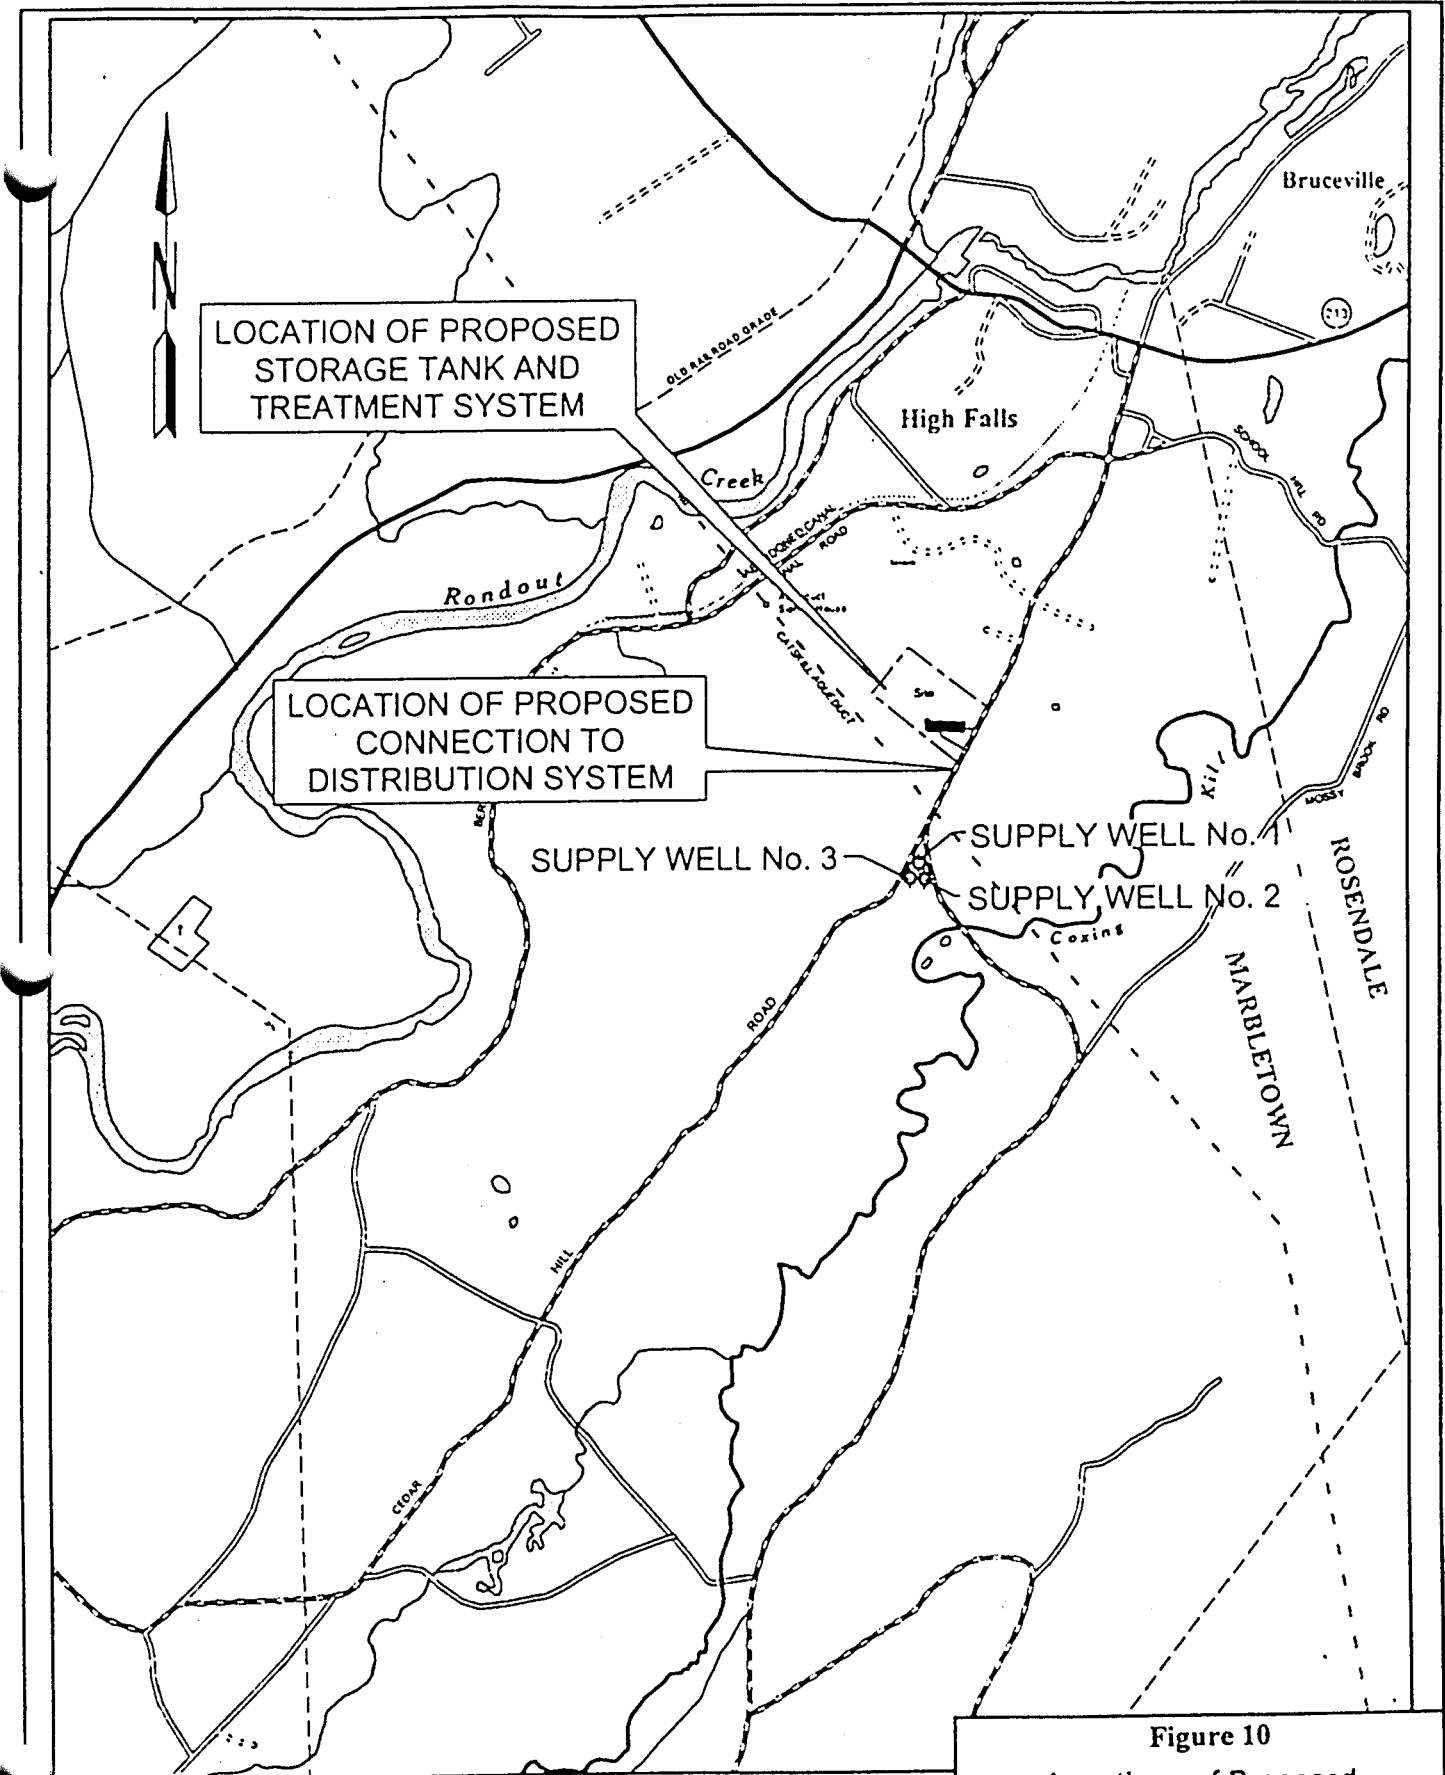 Bruceville
N
LOCATION OF PROPOSED
STORAGE TANK AND
TREATMENT SYSTEM
213
OLD RAILROAD GRADE
High Falls
SCHOOL
RD
Creek
CANAL
ROAD
Rondout
CATSKILL AQUEDUCT
Site
LOCATION OF PROPOSED
CONNECTION TO
DISTRIBUTION SYSTEM
MOSSY
BROOK
RD
SUPPLY WELL No. 1
SUPPLY WELL No. 3
SUPPLY WELL No. 2
Coxing
ROSENDALE
MARBLETOWN
ROAD
HILL
CEDAR
Figure 10